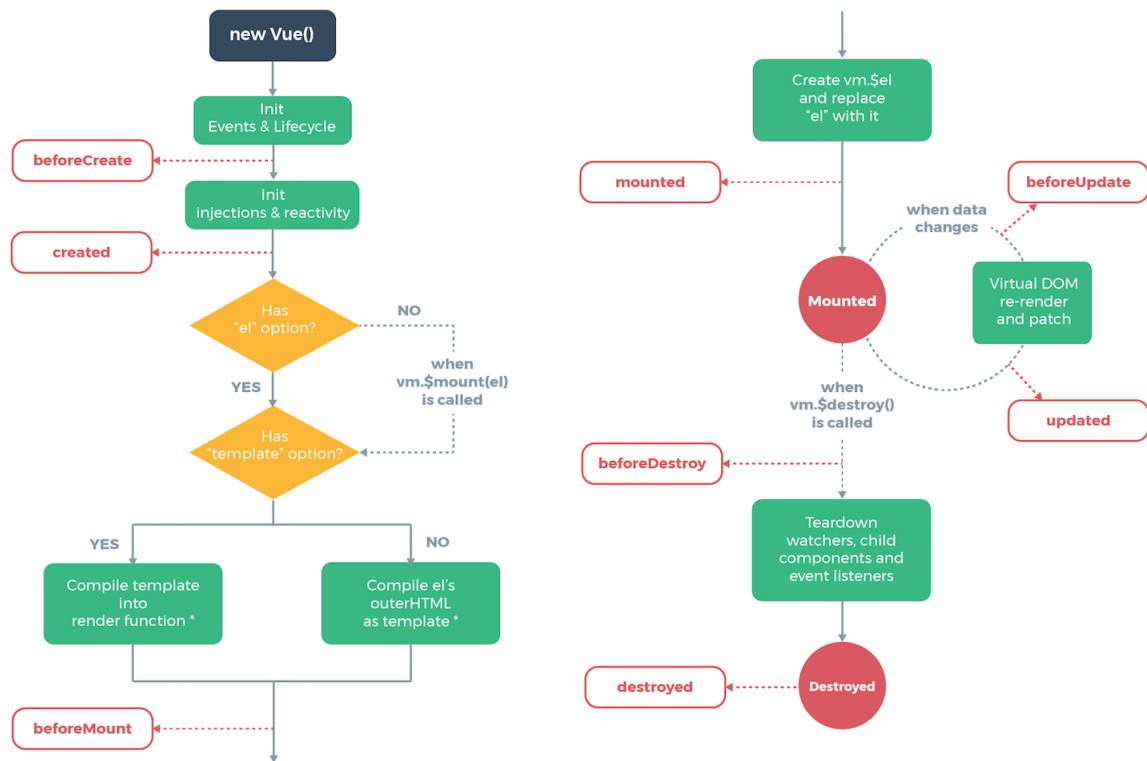 new Vue()
Init
Events & Lifecycle
beforeCreate
Init
injections & reactivity
created
Has
“el” option?
NO
when
vm.$mount(el)
is called
YES
Has
“template” option?
YES
NO
Compile template
into
render function *
Compile el’s
outerHTML
as template *
beforeMount
Create vm.$el
and replace
“el” with it
mounted
beforeUpdate
when data
changes
Mounted
Virtual DOM
re-render
and patch
when
vm.$destroy()
is called
updated
beforeDestroy
Teardown
watchers, child
components and
event listeners
destroyed
Destroyed